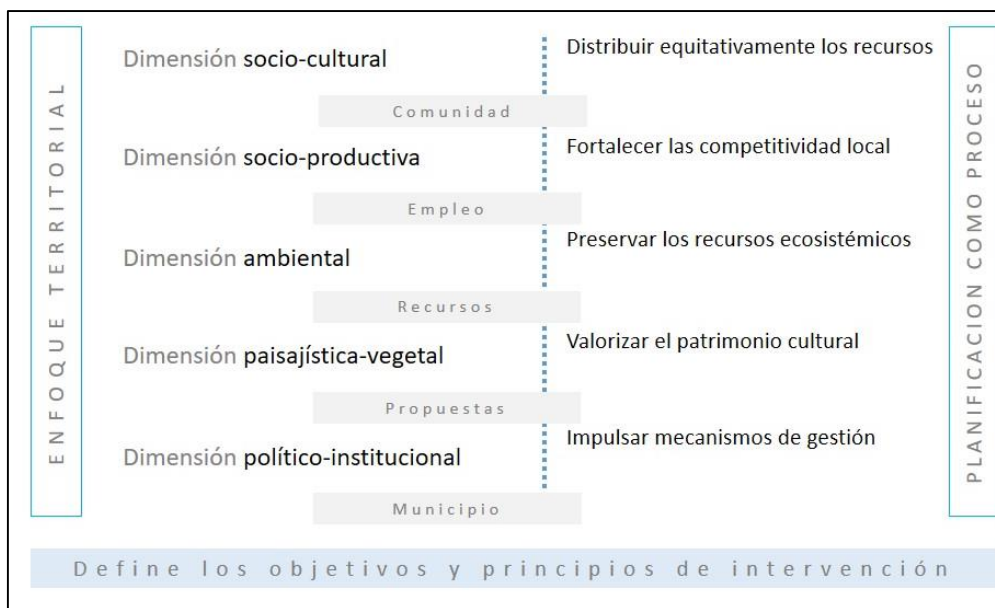 ENFOQUE TERRITORIAL
Dimensión socio-cultural
Distribuir equitativamente los recursos
Comunidad
Dimensión socio-productiva
Fortalecer las competitividad local
Empleo
Dimensión ambiental
Preservar los recursos ecosistémicos
Recursos
Dimensión paisajística-vegetal
Valorizar el patrimonio cultural
Propuestas
Dimensión político-institucional
Impulsar mecanismos de gestión
Municipio
PLANIFICACION COMO PROCESO
Define los objetivos y principios de intervención